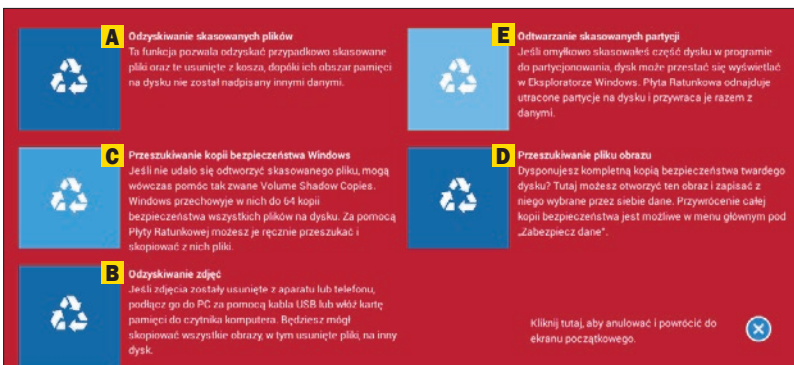 A
Odzyskiwanie skasowanych plików
Ta funkcja pozwala odzyskać przypadkowo skasowane
pliki oraz te usunięte z kosza, dopóki ich obszar pamięci
na dysku nie został nadpisany innymi danymi.
E
Odtwarzanie skasowanych partycji
Jeśli omyłkowo skasowałeś część dysku w programie
do partycjonowania, dysk może przestać się wyświetlać
w Eksploratorze Windows. Płyta Ratunkowa odnajduje
utracone partycje na dysku i przywraca je razem z
danymi.
C
Przeszukiwanie kopii bezpieczeństwa Windows
Jeśli nie udało się odtworzyć skasowanego pliku, mogą
wówczas pomóc tak zwane Volume Shadow Copies.
Windows przechowyje w nich do 64 kopii
bezpieczeństwa wszystkich plików na dysku. Za pomocą
Płyty Ratunkowej możesz je ręcznie przeszukać i
skopiować z nich pliki.
D
Przeszukiwanie pliku obrazu
Dysponujesz kompletną kopią bezpieczeństwa twardego
dysku? Tutaj możesz otworzyć ten obraz i zapisać z
niego wybrane przez siebie dane. Przywrócenie całej
kopii bezpieczeństwa jest możliwe w menu głównym pod
„Zabezpiecz dane”.
B
Odzyskiwanie zdjęć
Jeśli zdjęcia zostały usunięte z aparatu lub telefonu,
podłącz go do PC za pomocą kabla USB lub włóż kartę
pamięci do czytnika komputera. Będziesz mógł
skopiować wszystkie obrazy, w tym usunięte pliki, na inny
dysk.
Kliknij tutaj, aby anulować i powrócić do
ekranu początkowego.